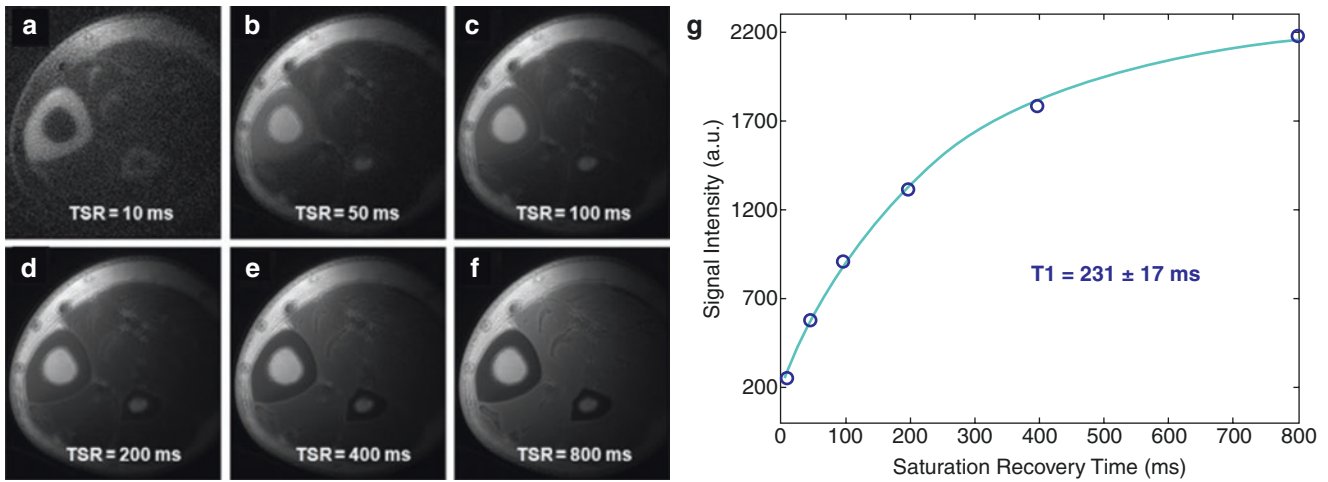 a
TSR = 10 ms
b
TSR = 50 ms
c
TSR = 100 ms
d
TSR = 200 ms
e
TSR = 400 ms
f
TSR = 800 ms
g
Signal Intensity (a.u.)
2200
1700
1200
700
200
T1 = 231 ± 17 ms
0 100 200 300 400 500 600 700 800
Saturation Recovery Time (ms)